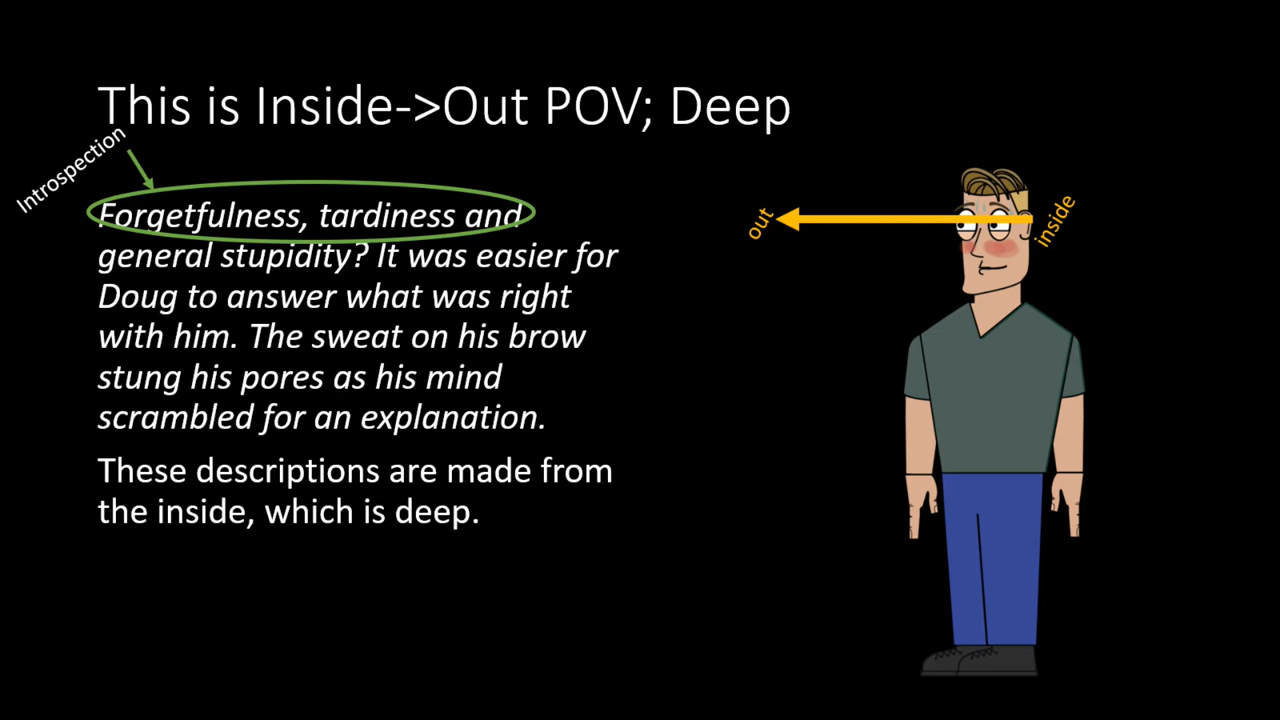 This is Inside->Out POV; Deep
Introspection
Forgetfulness, tardiness and
general stupidity? It was easier for
Doug to answer what was right
with him. The sweat on his brow
stung his pores as his mind
scrambled for an explanation.
These descriptions are made from
the inside, which is deep.
out
inside